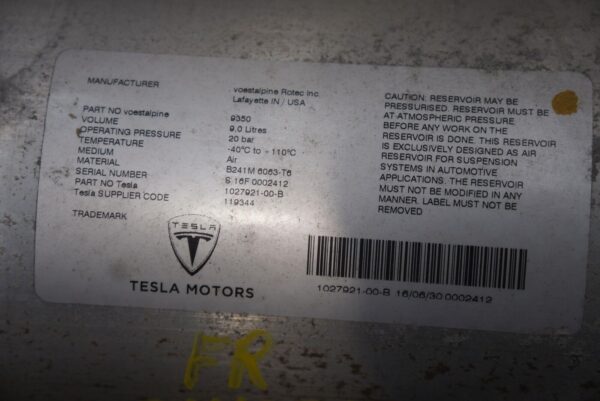 MANUFACTURER voestalpine Rotec Inc.
Lafayette IN / USA
PART NO voestalpine 9350
VOLUME 9.0 Litres
OPERATING PRESSURE 20 bar
TEMPERATURE -40°C to +110°C
MEDIUM Air
MATERIAL B241M 6063-T6
SERIAL NUMBER S 16F 0002412
PART NO Tesla 1027921-00-B
Tesla SUPPLIER CODE 119344
TRADEMARK
TESLA
TESLA MOTORS
CAUTION. RESERVOIR MAY BE
PRESSURISED. RESERVOIR MUST BE
AT ATMOSPHERIC PRESSURE
BEFORE ANY WORK ON THE
RESERVOIR IS DONE. THIS RESERVOIR
IS EXCLUSIVELY DESIGNED AS AIR
RESERVOIR FOR SUSPENSION
SYSTEMS IN AUTOMOTIVE
APPLICATIONS. THE RESERVOIR
MUST NOT BE MODIFIED IN ANY
MANNER. LABEL MUST NOT BE
REMOVED
1027921-00-B 16/06/30 0002412
FR